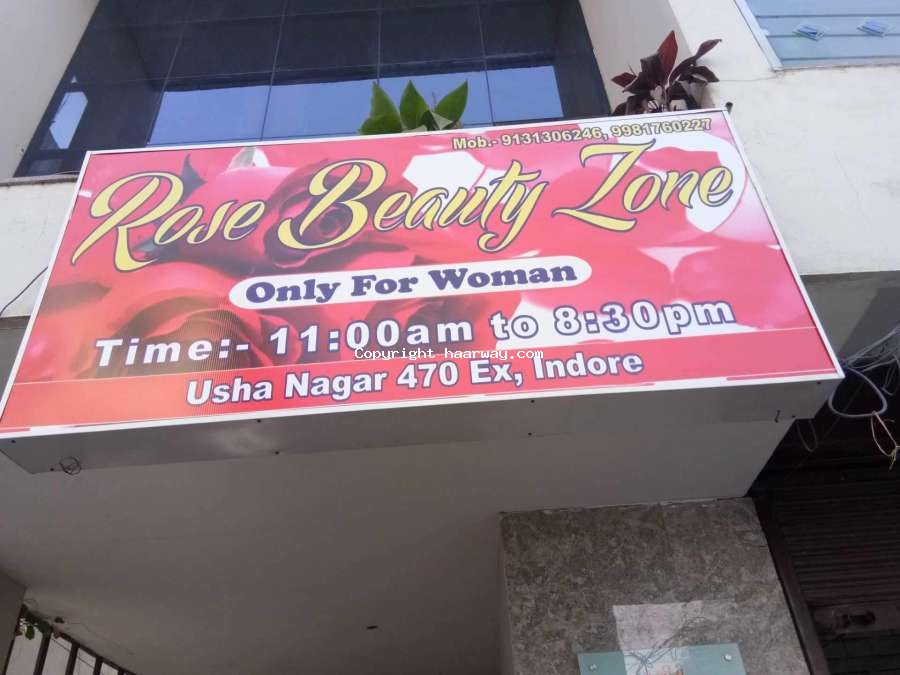 Mob.- 9131306246, 9981760227
Rose Beauty Zone
Only For Woman
Time:- 11:00am to 8:30pm
Copyright haarway.com
Usha Nagar 470 Ex, Indore